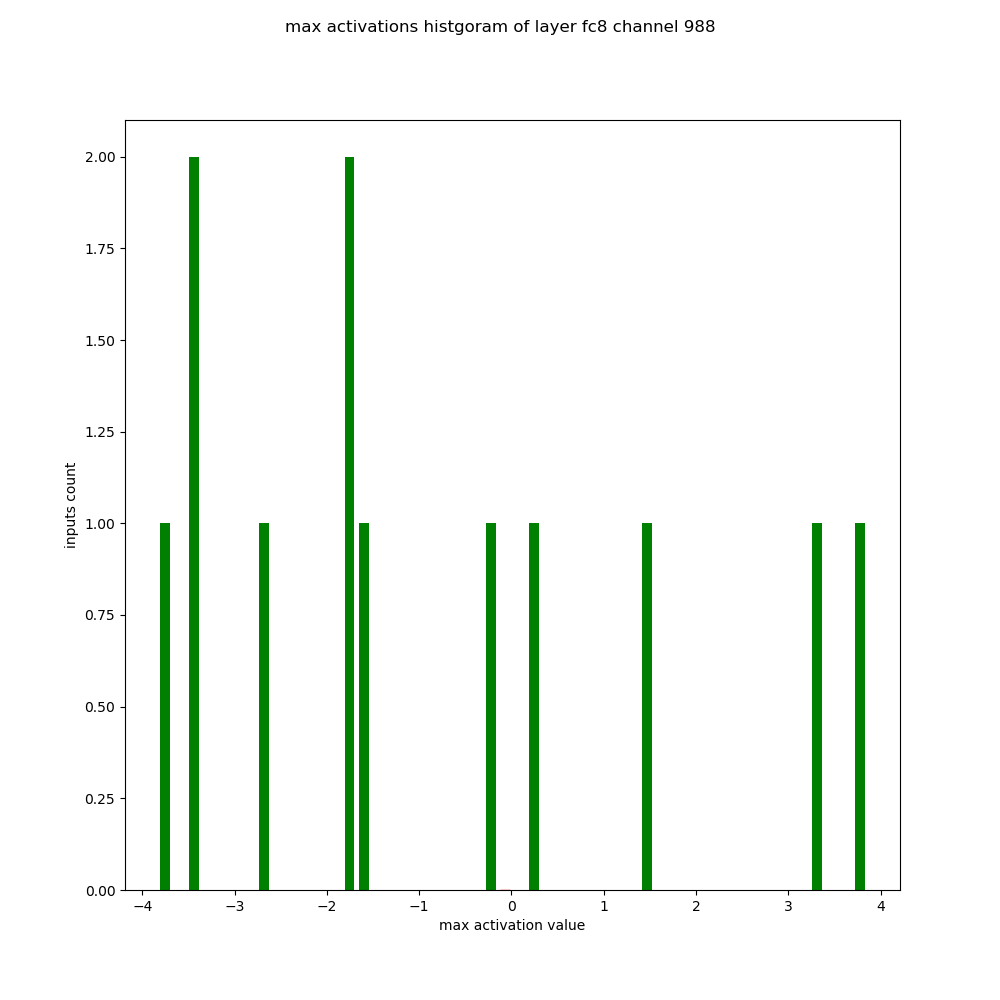 max activations histgoram of layer fc8 channel 988
2.00
1.75
1.50
1.25
1.00
0.75
0.50
0.25
0.00
inputs count
−4 −3 −2 −1 0 1 2 3 4
max activation value